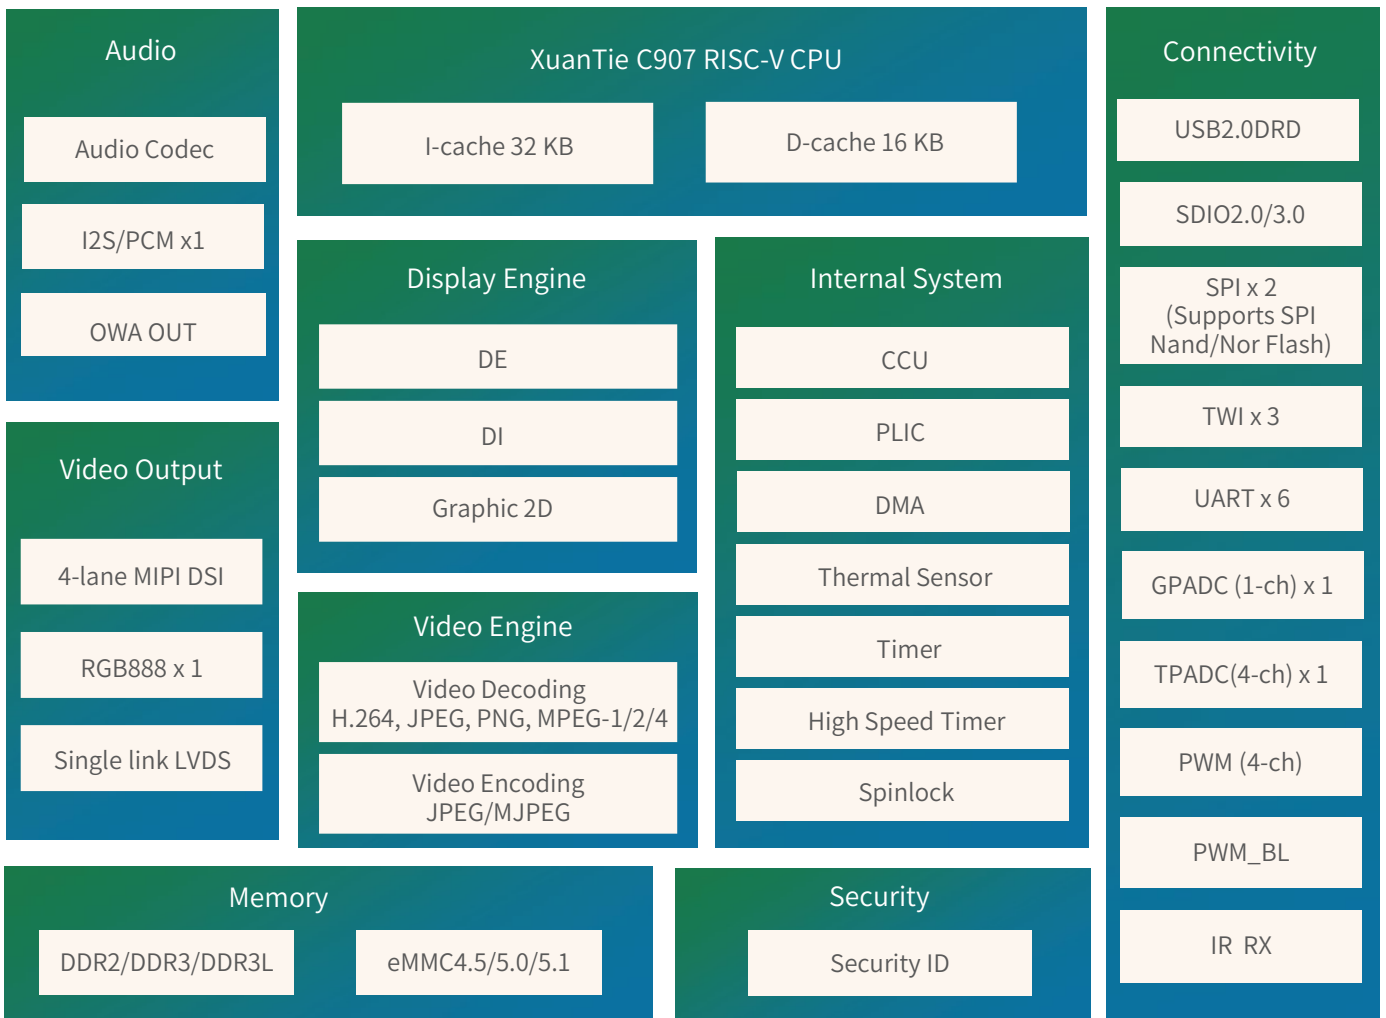 Audio
Audio Codec
I2S/PCM x1
OWA OUT
Video Output
4-lane MIPI DSI
RGB888 x 1
Single link LVDS
XuanTie C907 RISC-V CPU
I-cache 32 KB
D-cache 16 KB
Display Engine
DE
DI
Graphic 2D
Video Engine
Video Decoding
H.264, JPEG, PNG, MPEG-1/2/4
Video Encoding
JPEG/MJPEG
Internal System
CCU
PLIC
DMA
Thermal Sensor
Timer
High Speed Timer
Spinlock
Connectivity
USB2.0DRD
SDIO2.0/3.0
SPI x 2
(Supports SPI
Nand/Nor Flash)
TWI x 3
UART x 6
GPADC (1-ch) x 1
TPADC(4-ch) x 1
PWM (4-ch)
PWM_BL
IR RX
Memory
DDR2/DDR3/DDR3L
eMMC4.5/5.0/5.1
Security
Security ID